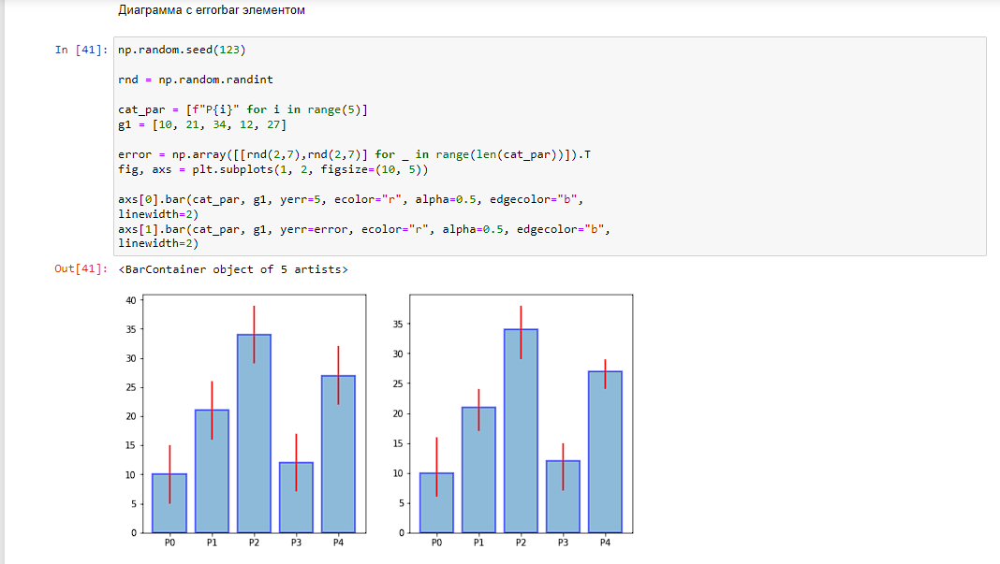 Диаграмма с errorbar элементом
In [41]: np.random.seed(123)
rnd = np.random.randint
cat_par = [f"P{i}" for i in range(5)]
g1 = [10, 21, 34, 12, 27]
error = np.array([[rnd(2,7),rnd(2,7)] for _ in range(len(cat_par))]).T
fig, axs = plt.subplots(1, 2, figsize=(10, 5))
axs[0].bar(cat_par, g1, yerr=5, ecolor="r", alpha=0.5, edgecolor="b",
linewidth=2)
axs[1].bar(cat_par, g1, yerr=error, ecolor="r", alpha=0.5, edgecolor="b",
linewidth=2)
Out[41]: <BarContainer object of 5 artists>
40
35
30
25
20
15
10
5
0
P0 P1 P2 P3 P4
35
30
25
20
15
10
5
0
P0 P1 P2 P3 P4